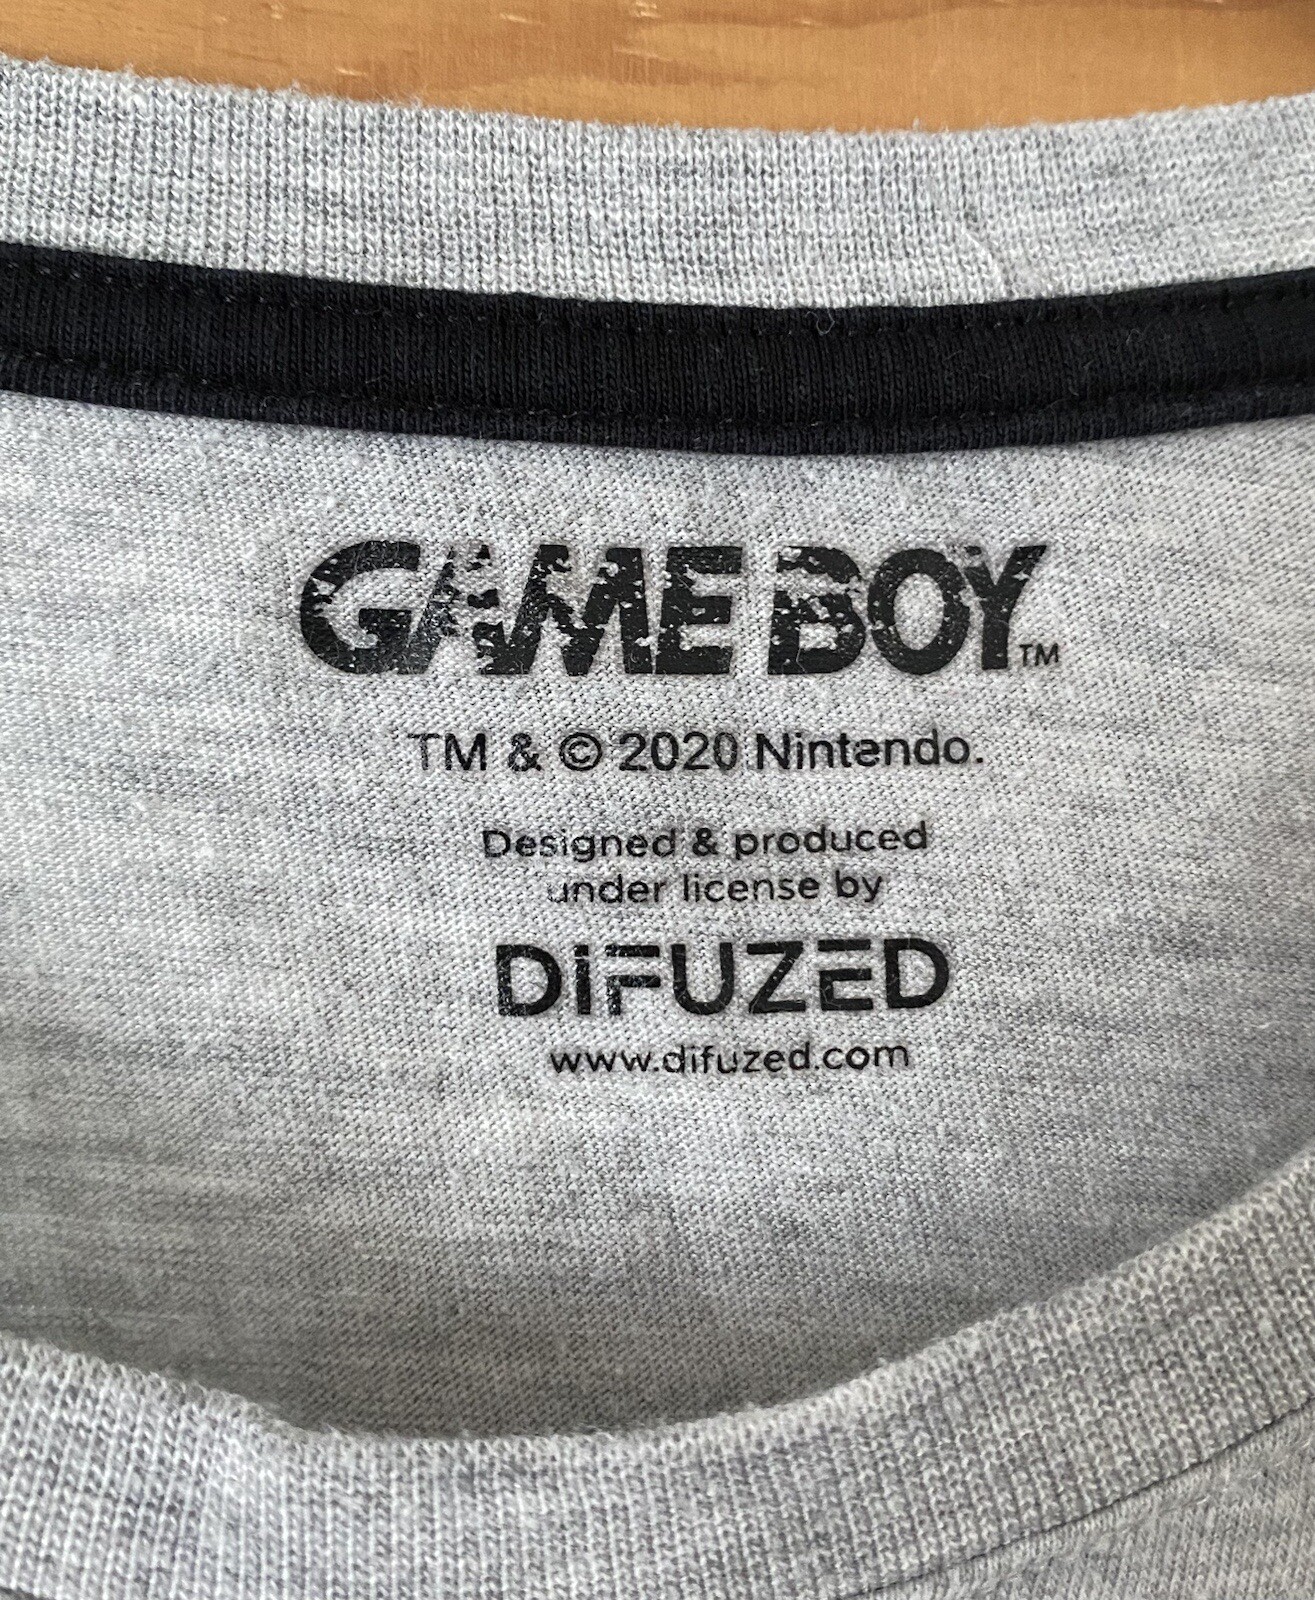 GAME BOY™
TM & © 2020 Nintendo.
Designed & produced
under license by
DiFUZED
www.difuzed.com